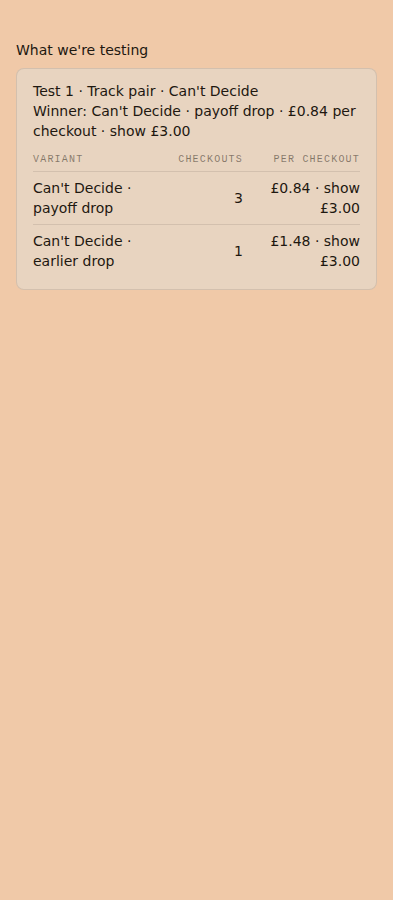 What we're testing
Test 1 · Track pair · Can't Decide
Winner: Can't Decide · payoff drop · £0.84 per
checkout · show £3.00
VARIANT CHECKOUTS PER CHECKOUT
Can't Decide ·
payoff drop
3
£0.84 · show
£3.00
Can't Decide ·
earlier drop
1
£1.48 · show
£3.00